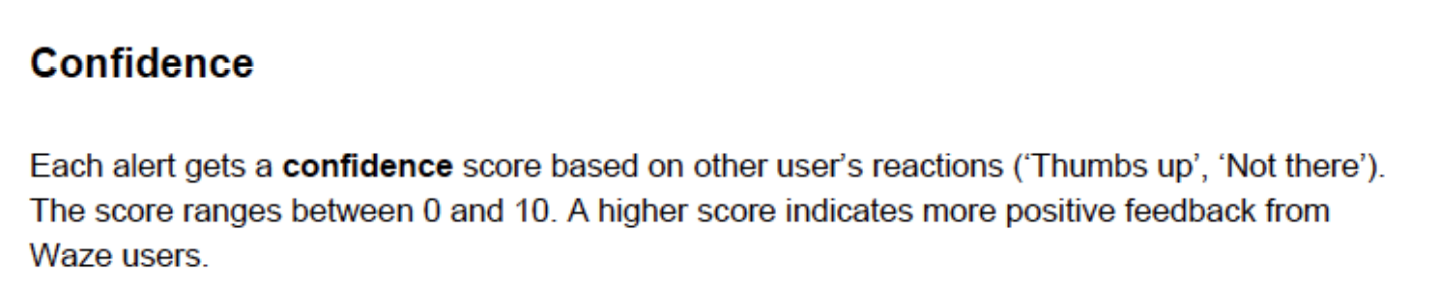 Confidence
Each alert gets a confidence score based on other user’s reactions (‘Thumbs up’, ‘Not there’).
The score ranges between 0 and 10. A higher score indicates more positive feedback from
Waze users.